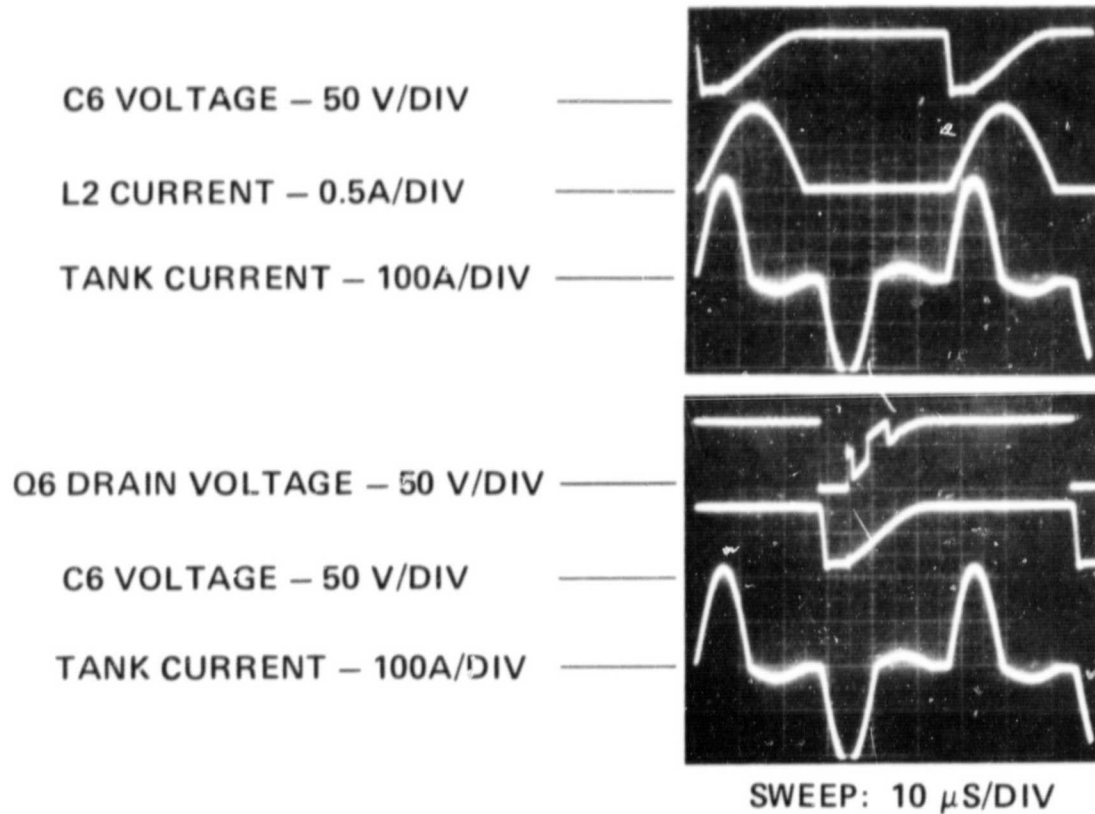 C6 VOLTAGE – 50 V/DIV
L2 CURRENT – 0.5A/DIV
TANK CURRENT – 100A/DIV
Q6 DRAIN VOLTAGE – 50 V/DIV
C6 VOLTAGE – 50 V/DIV
TANK CURRENT – 100A/DIV
SWEEP: 10 μS/DIV